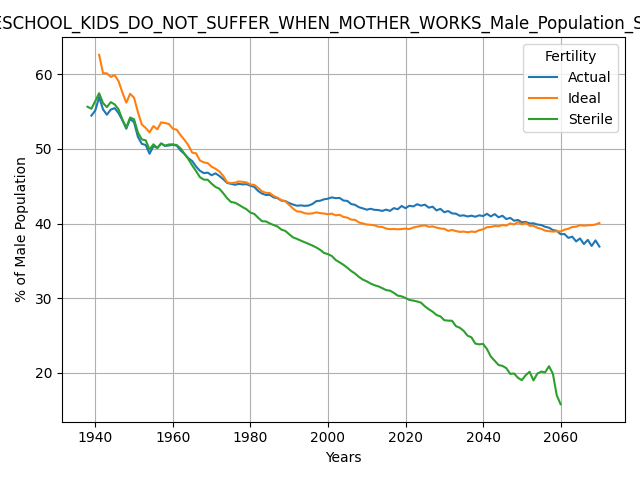 ESCHOOL_KIDS_DO_NOT_SUFFER_WHEN_MOTHER_WORKS_Male_Population_S
Fertility
Actual
Ideal
Sterile
% of Male Population
60
50
40
30
20
1940
1960
1980
2000
2020
2040
2060
Years